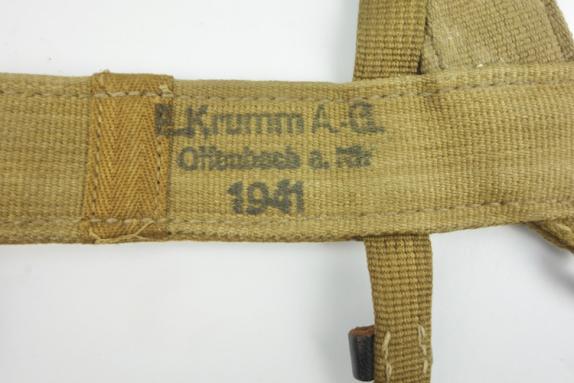 Krumm A.-G.
Offenbach a.
1941